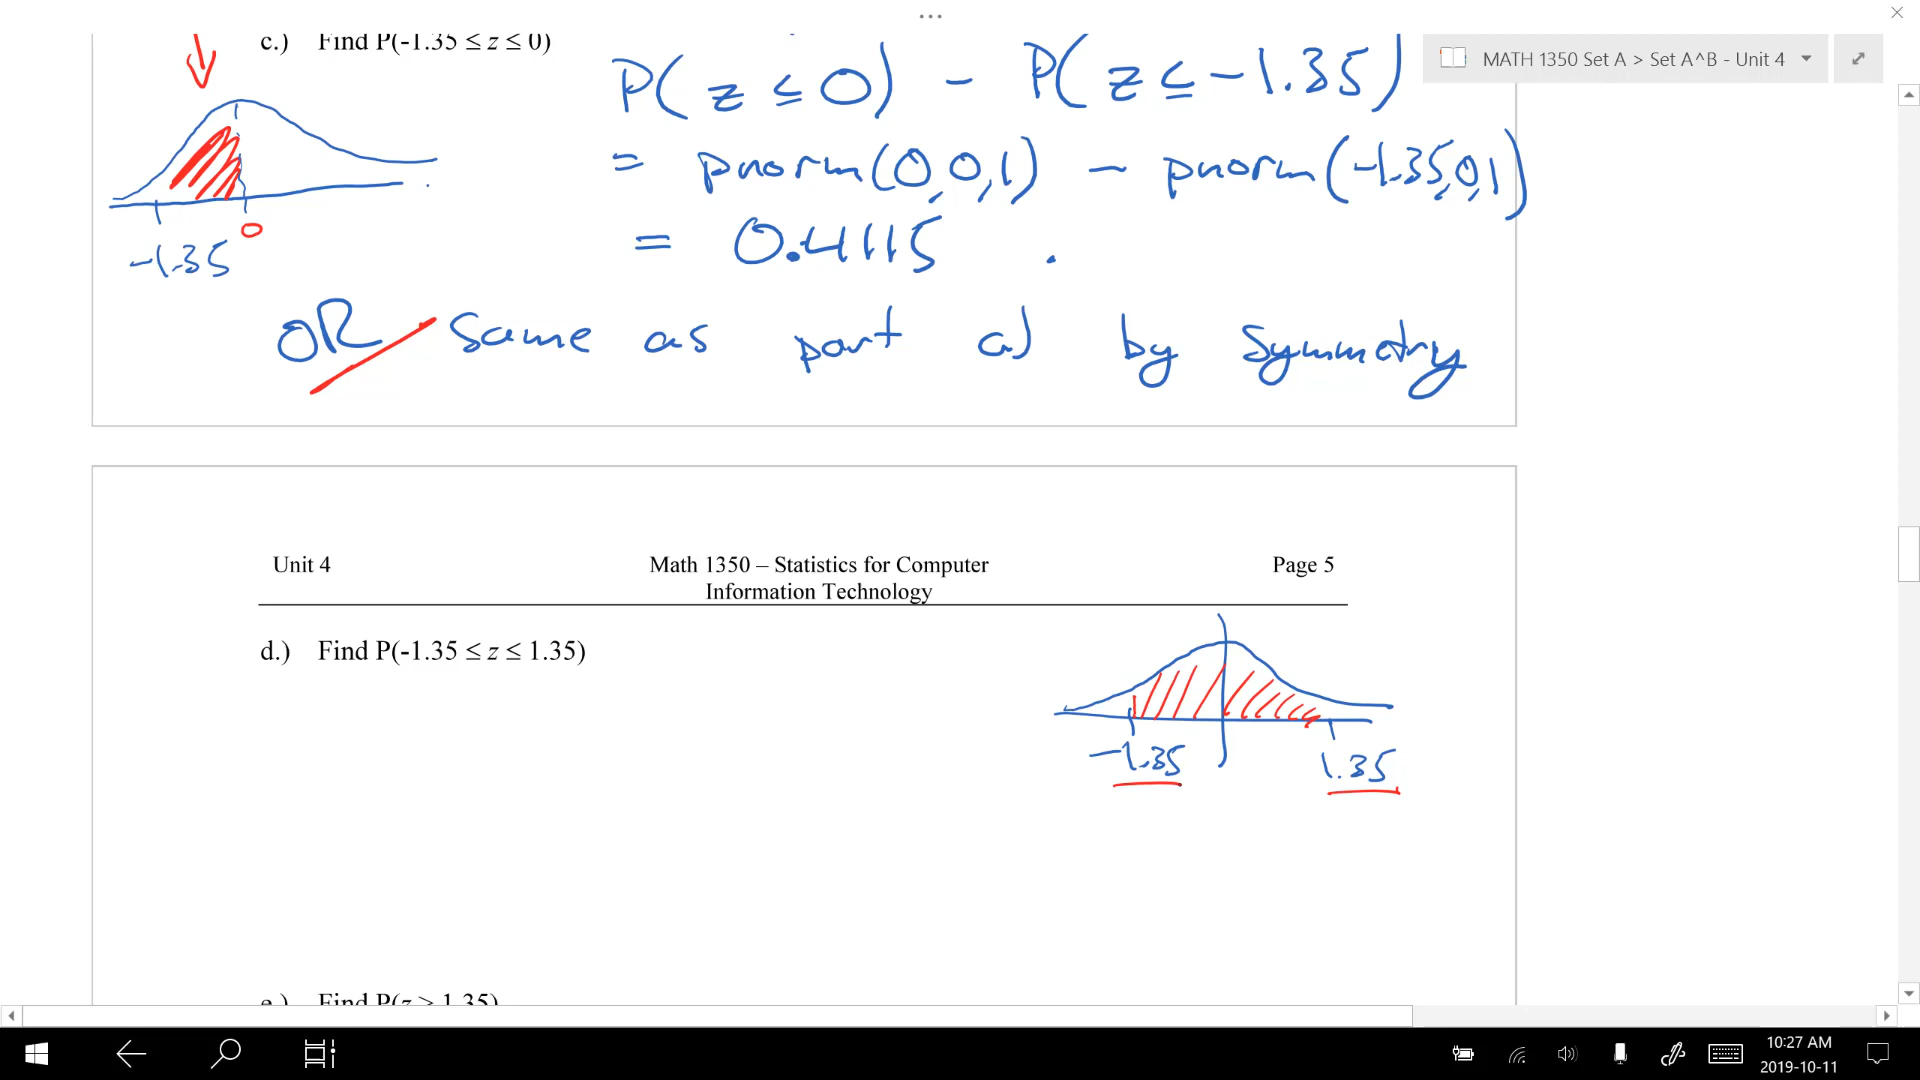 MATH 1350 Set A > Set A^B - Unit 4
c.) Find P(-1.35 ≤ z ≤ 0)
P(z ≤ 0) - P(z ≤ -1.35)
= pnorm(0,0,1) - pnorm(-1.35,0,1)
0
-1.35
= 0.4115
OR same as part a) by symmetry
Unit 4 Math 1350 – Statistics for Computer Page 5
Information Technology
d.) Find P(-1.35 ≤ z ≤ 1.35)
-1.35 1.35
e.) Find P(z > 1.35)
10:27 AM
2019-10-11